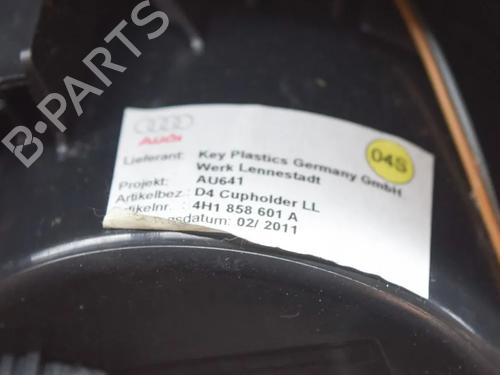 B-PARTS
Audi
04S
Lieferant: Key Plastics Germany GmbH
Werk Lennestadt
Projekt: AU641
Artikelbez.: D4 Cupholder LL
4H1 858 601 A
02/ 2011